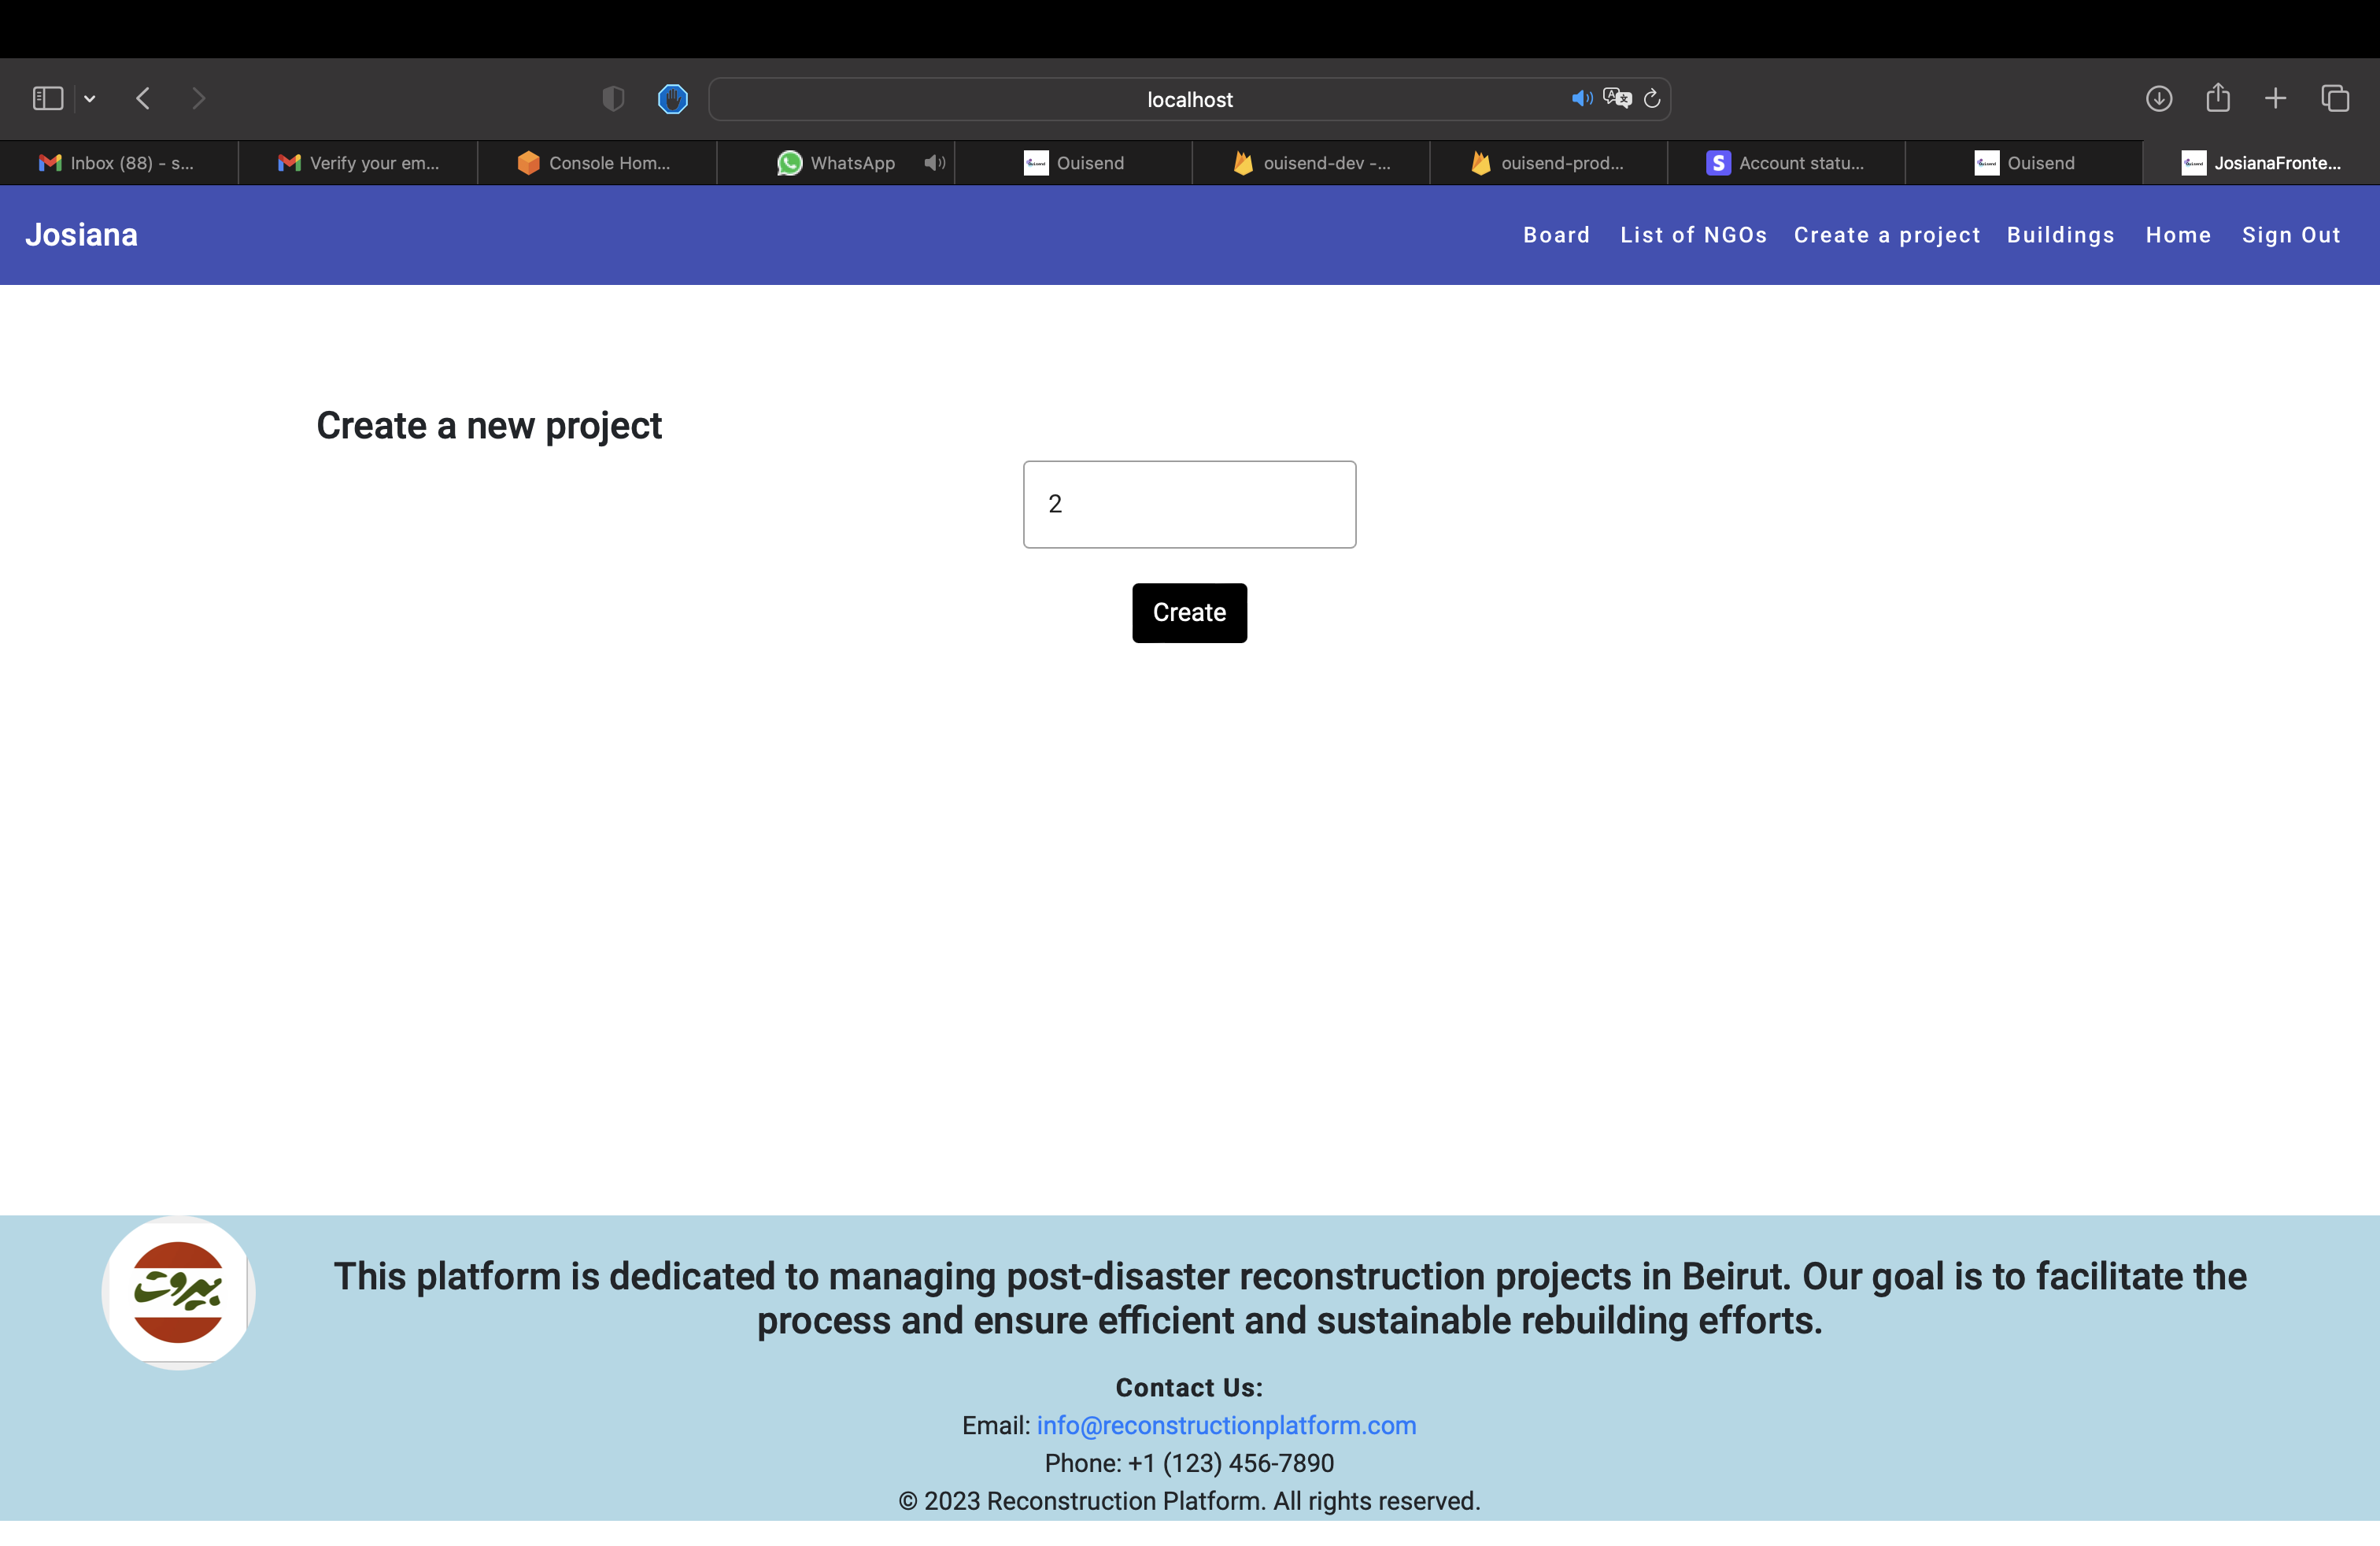 localhost
Inbox (88) - s...
Verify your em...
Console Hom...
WhatsApp
Ouisend
ouisend-dev -...
ouisend-prod...
S Account statu...
Ouisend
JosianaFronte...
Josiana
Board List of NGOs Create a project Buildings Home Sign Out
Create a new project
2
Create
بيروت
This platform is dedicated to managing post-disaster reconstruction projects in Beirut. Our goal is to facilitate the
process and ensure efficient and sustainable rebuilding efforts.
Contact Us:
Email: info@reconstructionplatform.com
Phone: +1 (123) 456-7890
© 2023 Reconstruction Platform. All rights reserved.